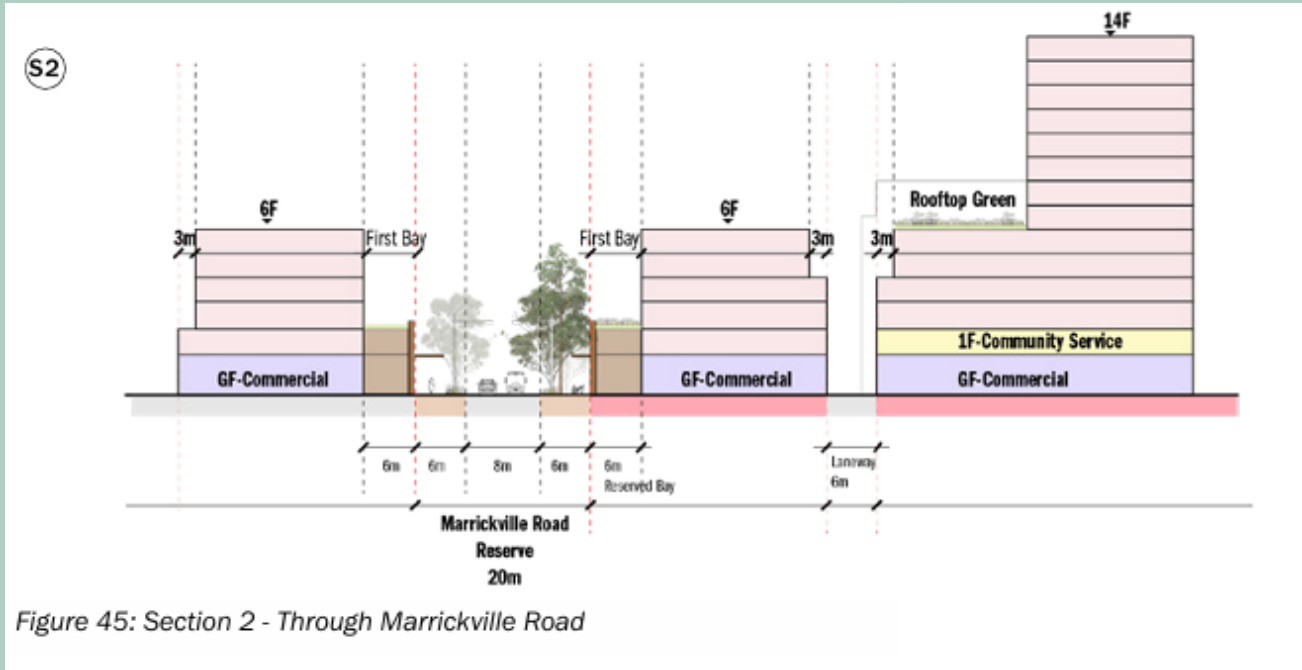 S2
14F
Rooftop Green
6F
6F
3m
First Bay
First Bay
3m
3m
1F-Community Service
GF-Commercial
GF-Commercial
GF-Commercial
6m
6m
8m
6m
6m
Reserved Bay
Laneway
6m
Marrickville Road
Reserve
20m
Figure 45: Section 2 - Through Marrickville Road